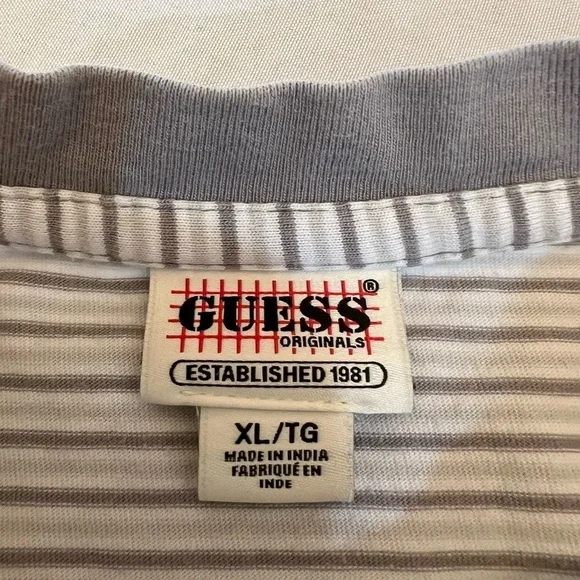 GUESS®
ORIGINALS
ESTABLISHED 1981
XL/TG
MADE IN INDIA
FABRIQUÉ EN
INDE